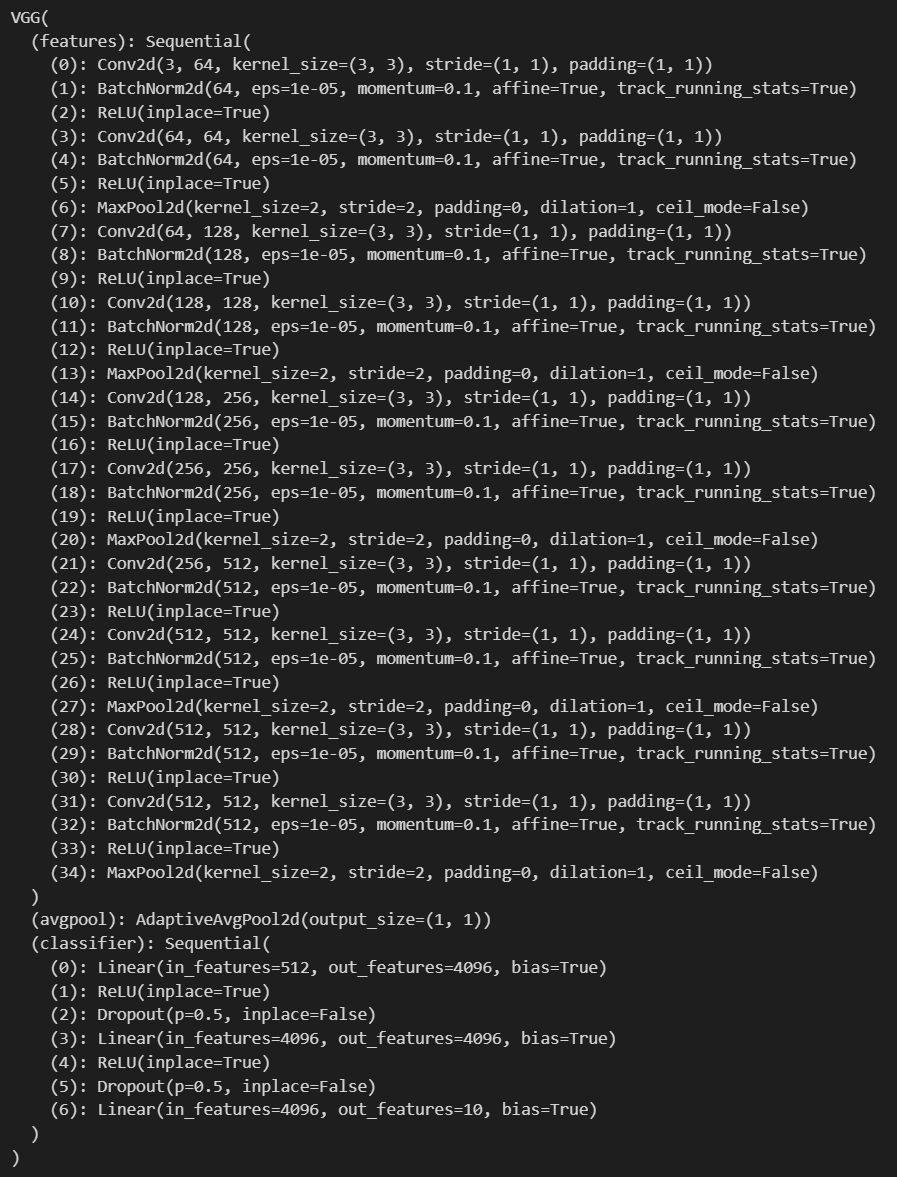 VGG(
  (features): Sequential(
    (0): Conv2d(3, 64, kernel_size=(3, 3), stride=(1, 1), padding=(1, 1))
    (1): BatchNorm2d(64, eps=1e-05, momentum=0.1, affine=True, track_running_stats=True)
    (2): ReLU(inplace=True)
    (3): Conv2d(64, 64, kernel_size=(3, 3), stride=(1, 1), padding=(1, 1))
    (4): BatchNorm2d(64, eps=1e-05, momentum=0.1, affine=True, track_running_stats=True)
    (5): ReLU(inplace=True)
    (6): MaxPool2d(kernel_size=2, stride=2, padding=0, dilation=1, ceil_mode=False)
    (7): Conv2d(64, 128, kernel_size=(3, 3), stride=(1, 1), padding=(1, 1))
    (8): BatchNorm2d(128, eps=1e-05, momentum=0.1, affine=True, track_running_stats=True)
    (9): ReLU(inplace=True)
    (10): Conv2d(128, 128, kernel_size=(3, 3), stride=(1, 1), padding=(1, 1))
    (11): BatchNorm2d(128, eps=1e-05, momentum=0.1, affine=True, track_running_stats=True)
    (12): ReLU(inplace=True)
    (13): MaxPool2d(kernel_size=2, stride=2, padding=0, dilation=1, ceil_mode=False)
    (14): Conv2d(128, 256, kernel_size=(3, 3), stride=(1, 1), padding=(1, 1))
    (15): BatchNorm2d(256, eps=1e-05, momentum=0.1, affine=True, track_running_stats=True)
    (16): ReLU(inplace=True)
    (17): Conv2d(256, 256, kernel_size=(3, 3), stride=(1, 1), padding=(1, 1))
    (18): BatchNorm2d(256, eps=1e-05, momentum=0.1, affine=True, track_running_stats=True)
    (19): ReLU(inplace=True)
    (20): MaxPool2d(kernel_size=2, stride=2, padding=0, dilation=1, ceil_mode=False)
    (21): Conv2d(256, 512, kernel_size=(3, 3), stride=(1, 1), padding=(1, 1))
    (22): BatchNorm2d(512, eps=1e-05, momentum=0.1, affine=True, track_running_stats=True)
    (23): ReLU(inplace=True)
    (24): Conv2d(512, 512, kernel_size=(3, 3), stride=(1, 1), padding=(1, 1))
    (25): BatchNorm2d(512, eps=1e-05, momentum=0.1, affine=True, track_running_stats=True)
    (26): ReLU(inplace=True)
    (27): MaxPool2d(kernel_size=2, stride=2, padding=0, dilation=1, ceil_mode=False)
    (28): Conv2d(512, 512, kernel_size=(3, 3), stride=(1, 1), padding=(1, 1))
    (29): BatchNorm2d(512, eps=1e-05, momentum=0.1, affine=True, track_running_stats=True)
    (30): ReLU(inplace=True)
    (31): Conv2d(512, 512, kernel_size=(3, 3), stride=(1, 1), padding=(1, 1))
    (32): BatchNorm2d(512, eps=1e-05, momentum=0.1, affine=True, track_running_stats=True)
    (33): ReLU(inplace=True)
    (34): MaxPool2d(kernel_size=2, stride=2, padding=0, dilation=1, ceil_mode=False)
  )
  (avgpool): AdaptiveAvgPool2d(output_size=(1, 1))
  (classifier): Sequential(
    (0): Linear(in_features=512, out_features=4096, bias=True)
    (1): ReLU(inplace=True)
    (2): Dropout(p=0.5, inplace=False)
    (3): Linear(in_features=4096, out_features=4096, bias=True)
    (4): ReLU(inplace=True)
    (5): Dropout(p=0.5, inplace=False)
    (6): Linear(in_features=4096, out_features=10, bias=True)
  )
)